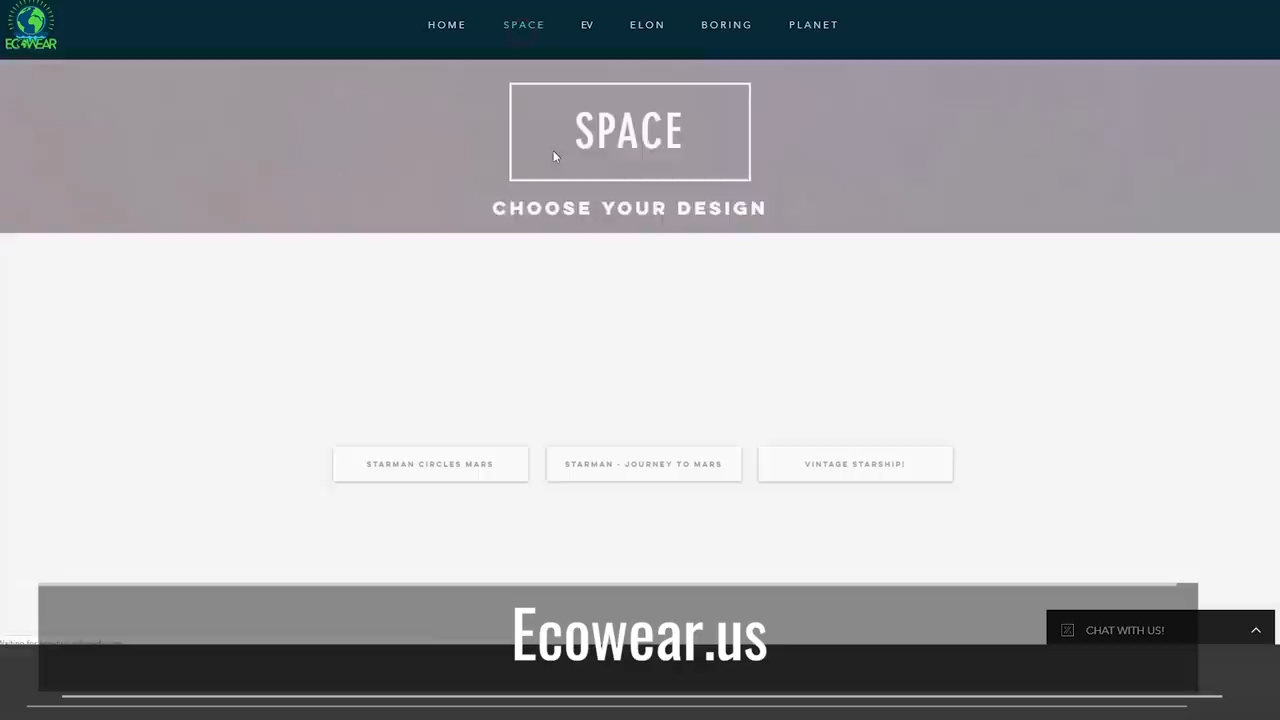 ECOWEAR
HOME SPACE EV ELON BORING PLANET
SPACE
CHOOSE YOUR DESIGN
STARMAN CIRCLES MARS STARMAN - JOURNEY TO MARS VINTAGE STARSHIP!
CHAT WITH US!
Ecowear.us